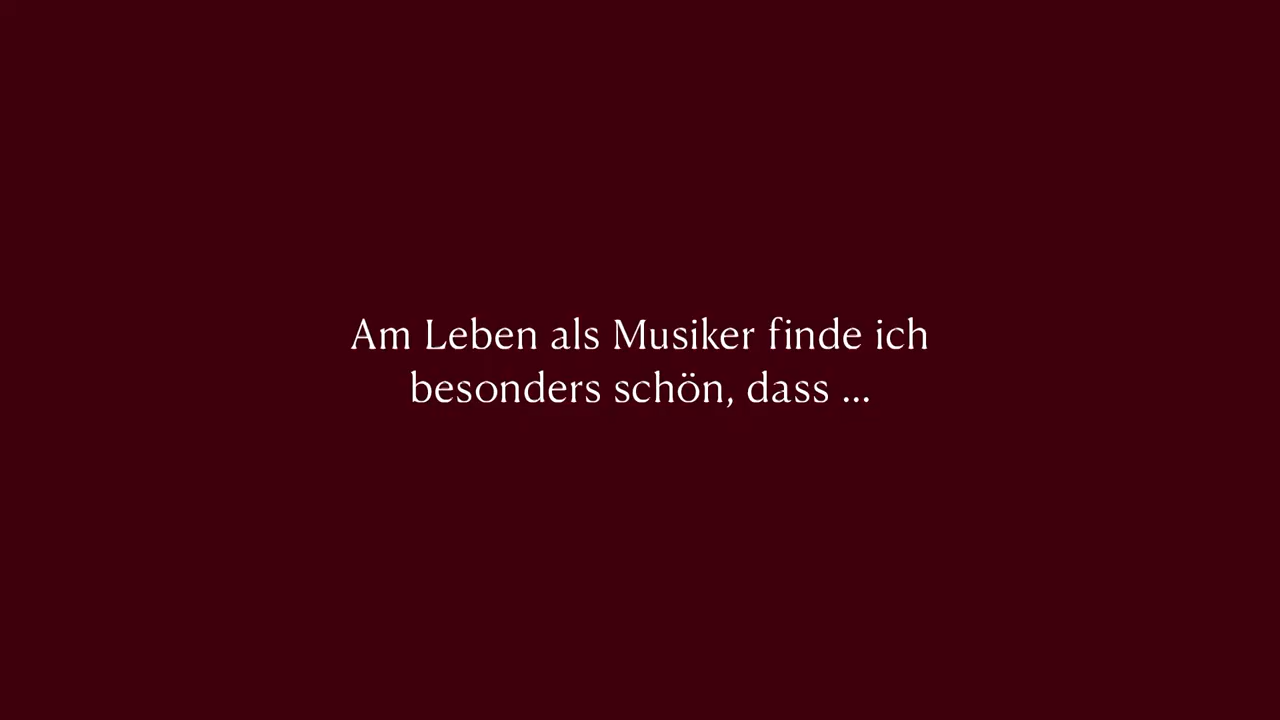 Am Leben als Musiker finde ich
besonders schön, dass ...